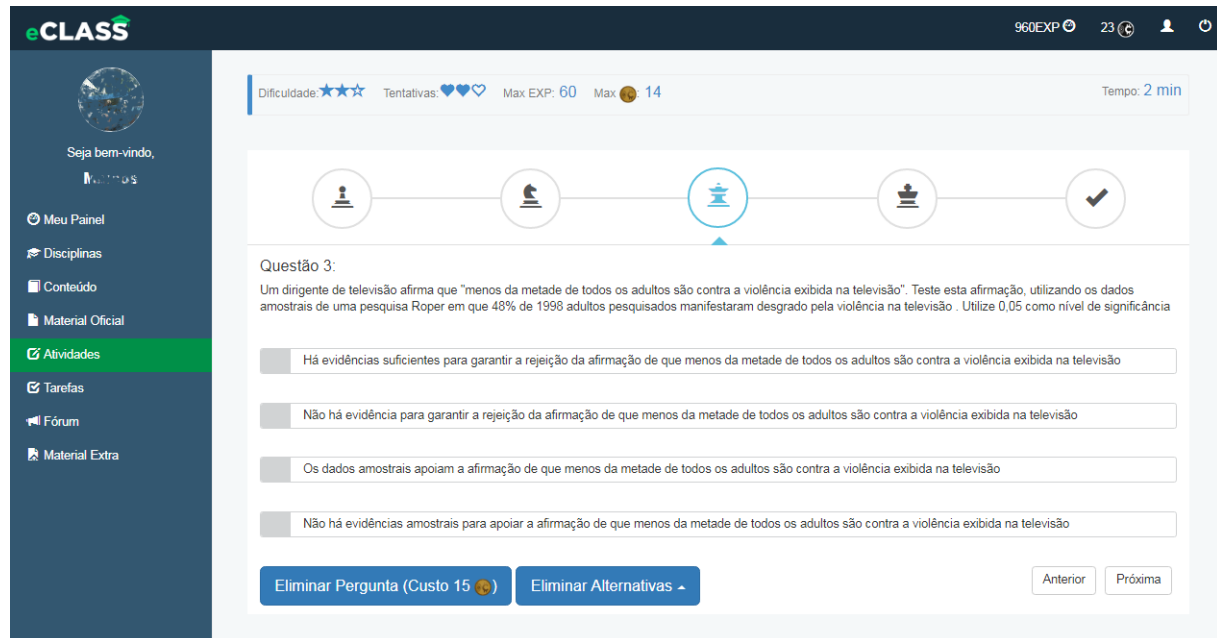 eCLASS
960EXP
23
Dificuldade: Tentativas: Max EXP: 60 Max : 14
Tempo: 2 min
Seja bem-vindo,
Meu Painel
Disciplinas
Conteúdo
Material Oficial
Atividades
Tarefas
Fórum
Material Extra
Questão 3:
Um dirigente de televisão afirma que "menos da metade de todos os adultos são contra a violência exibida na televisão". Teste esta afirmação, utilizando os dados
amostrais de uma pesquisa Roper em que 48% de 1998 adultos pesquisados manifestaram desgrado pela violência na televisão . Utilize 0,05 como nível de significância
Há evidências suficientes para garantir a rejeição da afirmação de que menos da metade de todos os adultos são contra a violência exibida na televisão
Não há evidência para garantir a rejeição da afirmação de que menos da metade de todos os adultos são contra a violência exibida na televisão
Os dados amostrais apoiam a afirmação de que menos da metade de todos os adultos são contra a violência exibida na televisão
Não há evidências amostrais para apoiar a afirmação de que menos da metade de todos os adultos são contra a violência exibida na televisão
Eliminar Pergunta (Custo 15 )
Eliminar Alternativas
Anterior
Próxima